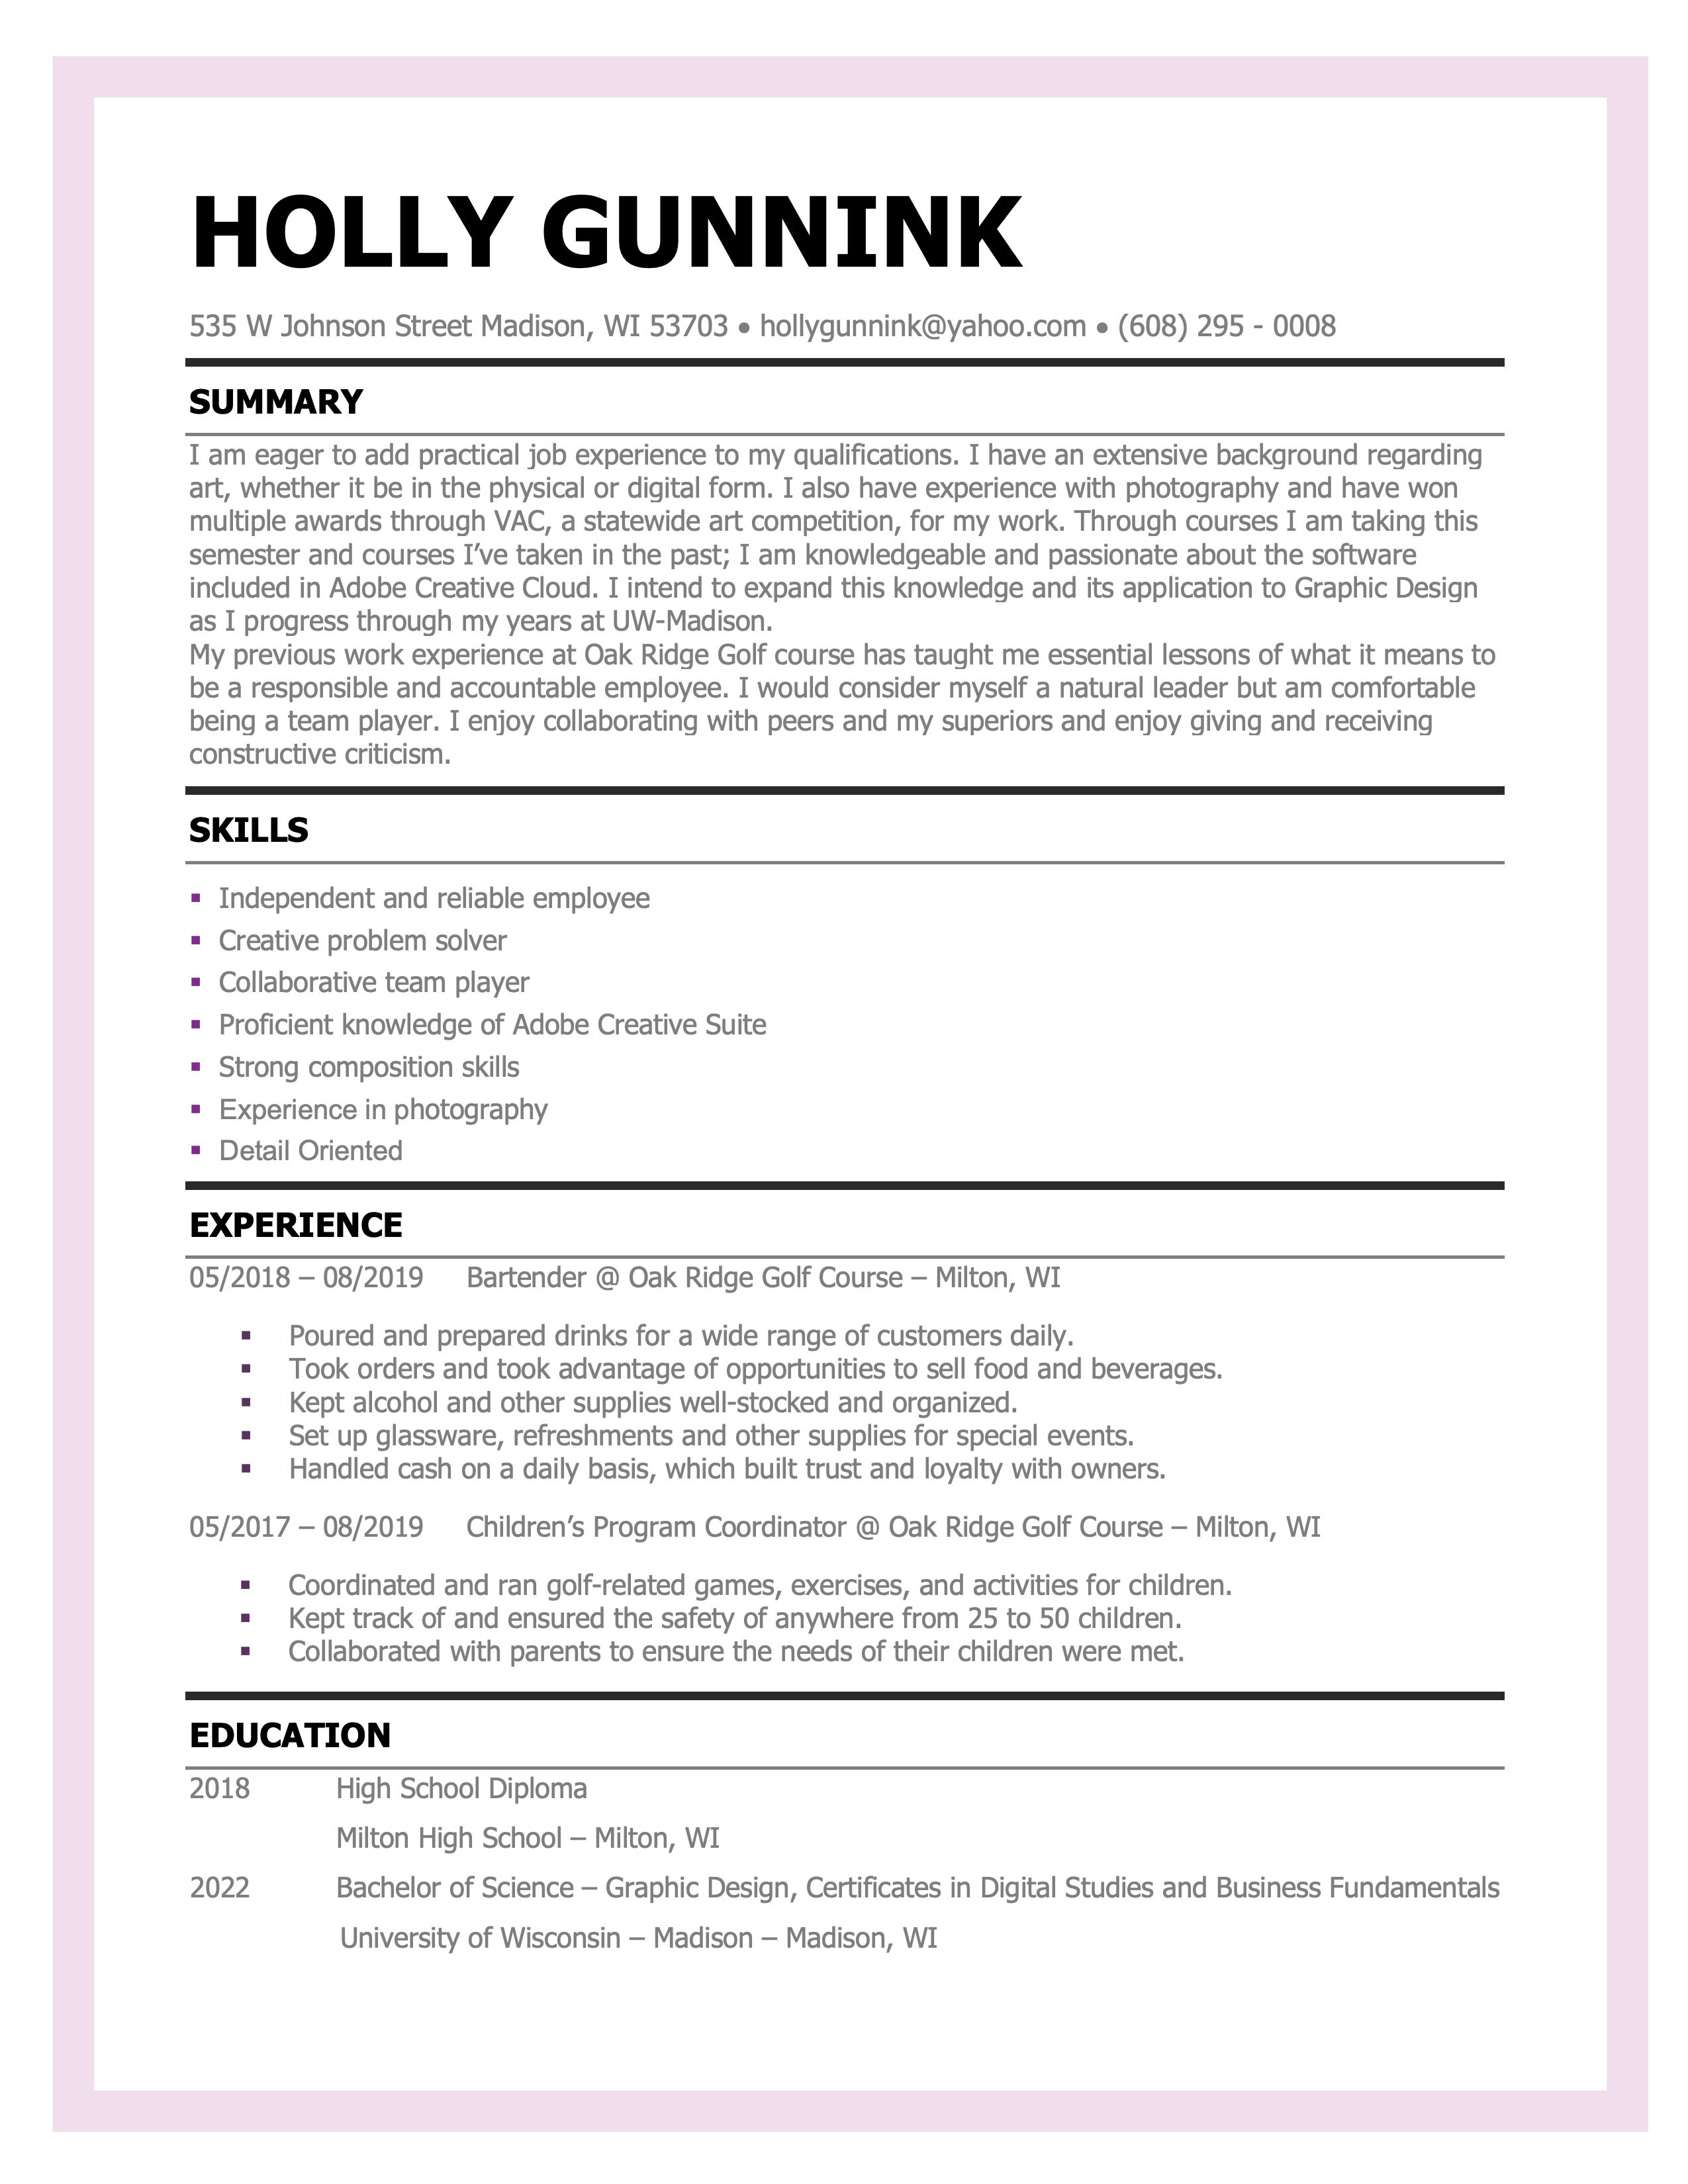 HOLLY GUNNINK
535 W Johnson Street Madison, WI 53703 • hollygunnink@yahoo.com • (608) 295 - 0008
SUMMARY
I am eager to add practical job experience to my qualifications. I have an extensive background regarding
art, whether it be in the physical or digital form. I also have experience with photography and have won
multiple awards through VAC, a statewide art competition, for my work. Through courses I am taking this
semester and courses I’ve taken in the past; I am knowledgeable and passionate about the software
included in Adobe Creative Cloud. I intend to expand this knowledge and its application to Graphic Design
as I progress through my years at UW-Madison.
My previous work experience at Oak Ridge Golf course has taught me essential lessons of what it means to
be a responsible and accountable employee. I would consider myself a natural leader but am comfortable
being a team player. I enjoy collaborating with peers and my superiors and enjoy giving and receiving
constructive criticism.
SKILLS
▪ Independent and reliable employee
▪ Creative problem solver
▪ Collaborative team player
▪ Proficient knowledge of Adobe Creative Suite
▪ Strong composition skills
▪ Experience in photography
▪ Detail Oriented
EXPERIENCE
05/2018 – 08/2019 Bartender @ Oak Ridge Golf Course – Milton, WI
▪ Poured and prepared drinks for a wide range of customers daily.
▪ Took orders and took advantage of opportunities to sell food and beverages.
▪ Kept alcohol and other supplies well-stocked and organized.
▪ Set up glassware, refreshments and other supplies for special events.
▪ Handled cash on a daily basis, which built trust and loyalty with owners.
05/2017 – 08/2019 Children’s Program Coordinator @ Oak Ridge Golf Course – Milton, WI
▪ Coordinated and ran golf-related games, exercises, and activities for children.
▪ Kept track of and ensured the safety of anywhere from 25 to 50 children.
▪ Collaborated with parents to ensure the needs of their children were met.
EDUCATION
2018 High School Diploma
Milton High School – Milton, WI
2022 Bachelor of Science – Graphic Design, Certificates in Digital Studies and Business Fundamentals
University of Wisconsin – Madison – Madison, WI